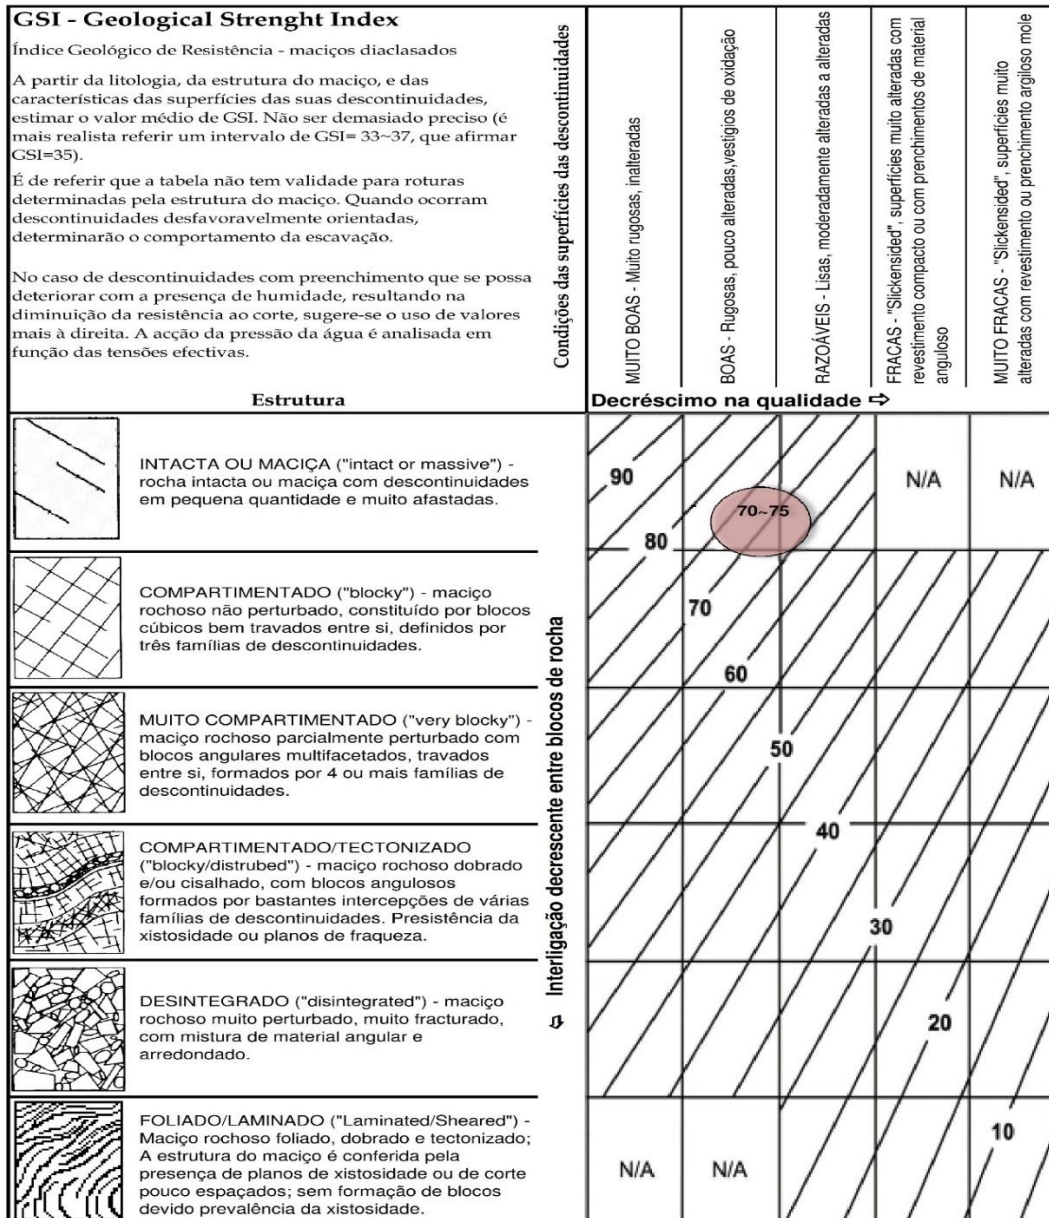 GSI - Geological Strenght Index
Índice Geológico de Resistência - maciços diaclasados
A partir da litologia, da estrutura do maciço, e das
características das superfícies das suas descontinuidades,
estimar o valor médio de GSI. Não ser demasiado preciso (é
mais realista referir um intervalo de GSI= 33~37, que afirmar
GSI=35).
É de referir que a tabela não tem validade para roturas
determinadas pela estrutura do maciço. Quando ocorram
descontinuidades desfavoravelmente orientadas,
determinarão o comportamento da escavação.
No caso de descontinuidades com preenchimento que se possa
deteriorar com a presença de humidade, resultando na
diminuição da resistência ao corte, sugere-se o uso de valores
mais à direita. A acção da pressão da água é analisada em
função das tensões efectivas.
Estrutura
Condições das superfícies das descontinuidades
MUITO BOAS - Muito rugosas, inalteradas
BOAS - Rugosas, pouco alteradas,vestígios de oxidação
RAZOÁVEIS - Lisas, moderadamente alteradas a alteradas
FRACAS - "Slickensided", superfícies muito alteradas com
revestimento compacto ou com prenchimentos de material
anguloso
MUITO FRACAS - "Slickensided", superfícies muito
alteradas com revestimento ou prenchimento argiloso mole
Decréscimo na qualidade ⇨
INTACTA OU MACIÇA ("intact or massive") -
rocha intacta ou maciça com descontinuidades
em pequena quantidade e muito afastadas.
COMPARTIMENTADO ("blocky") - maciço
rochoso não perturbado, constituído por blocos
cúbicos bem travados entre si, definidos por
três famílias de descontinuidades.
MUITO COMPARTIMENTADO ("very blocky") -
maciço rochoso parcialmente perturbado com
blocos angulares multifacetados, travados
entre si, formados por 4 ou mais famílias de
descontinuidades.
COMPARTIMENTADO/TECTONIZADO
("blocky/distrubed") - maciço rochoso dobrado
e/ou cisalhado, com blocos angulosos
formados por bastantes intercepções de várias
famílias de descontinuidades. Presistência da
xistosidade ou planos de fraqueza.
DESINTEGRADO ("disintegrated") - maciço
rochoso muito perturbado, muito fracturado,
com mistura de material angular e
arredondado.
FOLIADO/LAMINADO ("Laminated/Sheared") -
Maciço rochoso foliado, dobrado e tectonizado;
A estrutura do maciço é conferida pela
presença de planos de xistosidade ou de corte
pouco espaçados; sem formação de blocos
devido prevalência da xistosidade.
Interligação decrescente entre blocos de rocha
90
N/A
N/A
70~75
80
70
60
50
40
30
20
10
N/A
N/A